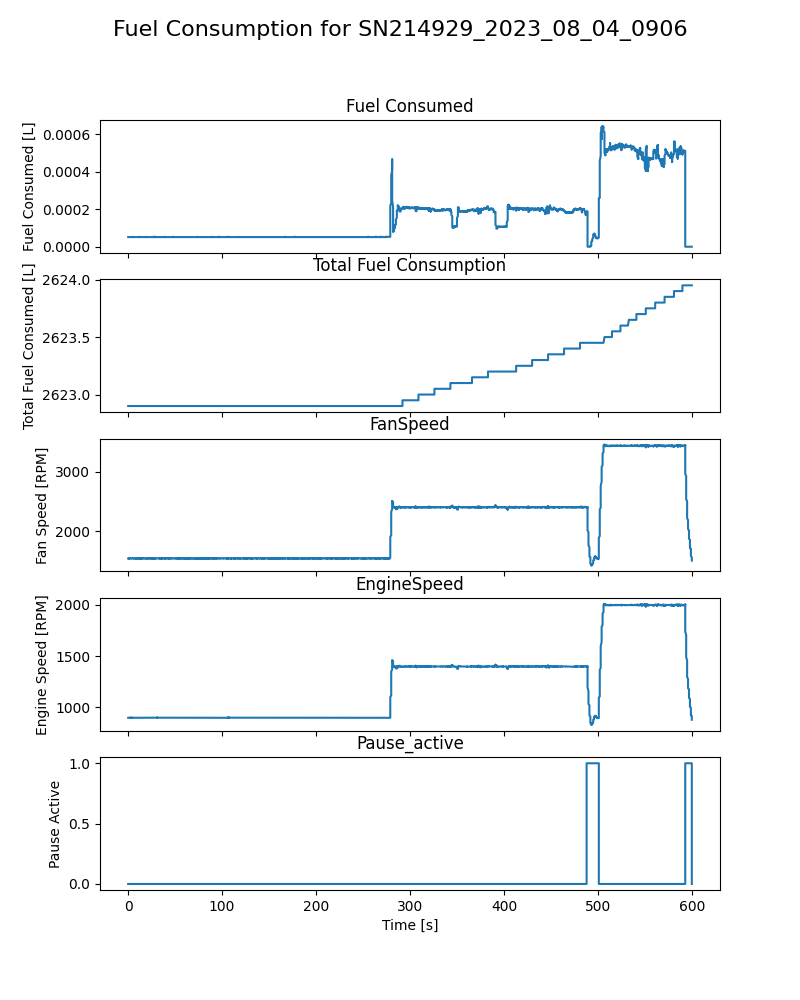 Fuel Consumption for SN214929_2023_08_04_0906
Fuel Consumed
Fuel Consumed [L]
0.0006
0.0004
0.0002
0.0000
Total Fuel Consumption
Total Fuel Consumed [L]
2624.0
2623.5
2623.0
FanSpeed
Fan Speed [RPM]
3000
2000
EngineSpeed
Engine Speed [RPM]
2000
1500
1000
Pause_active
Pause Active
1.0
0.5
0.0
0 100 200 300 400 500 600
Time [s]